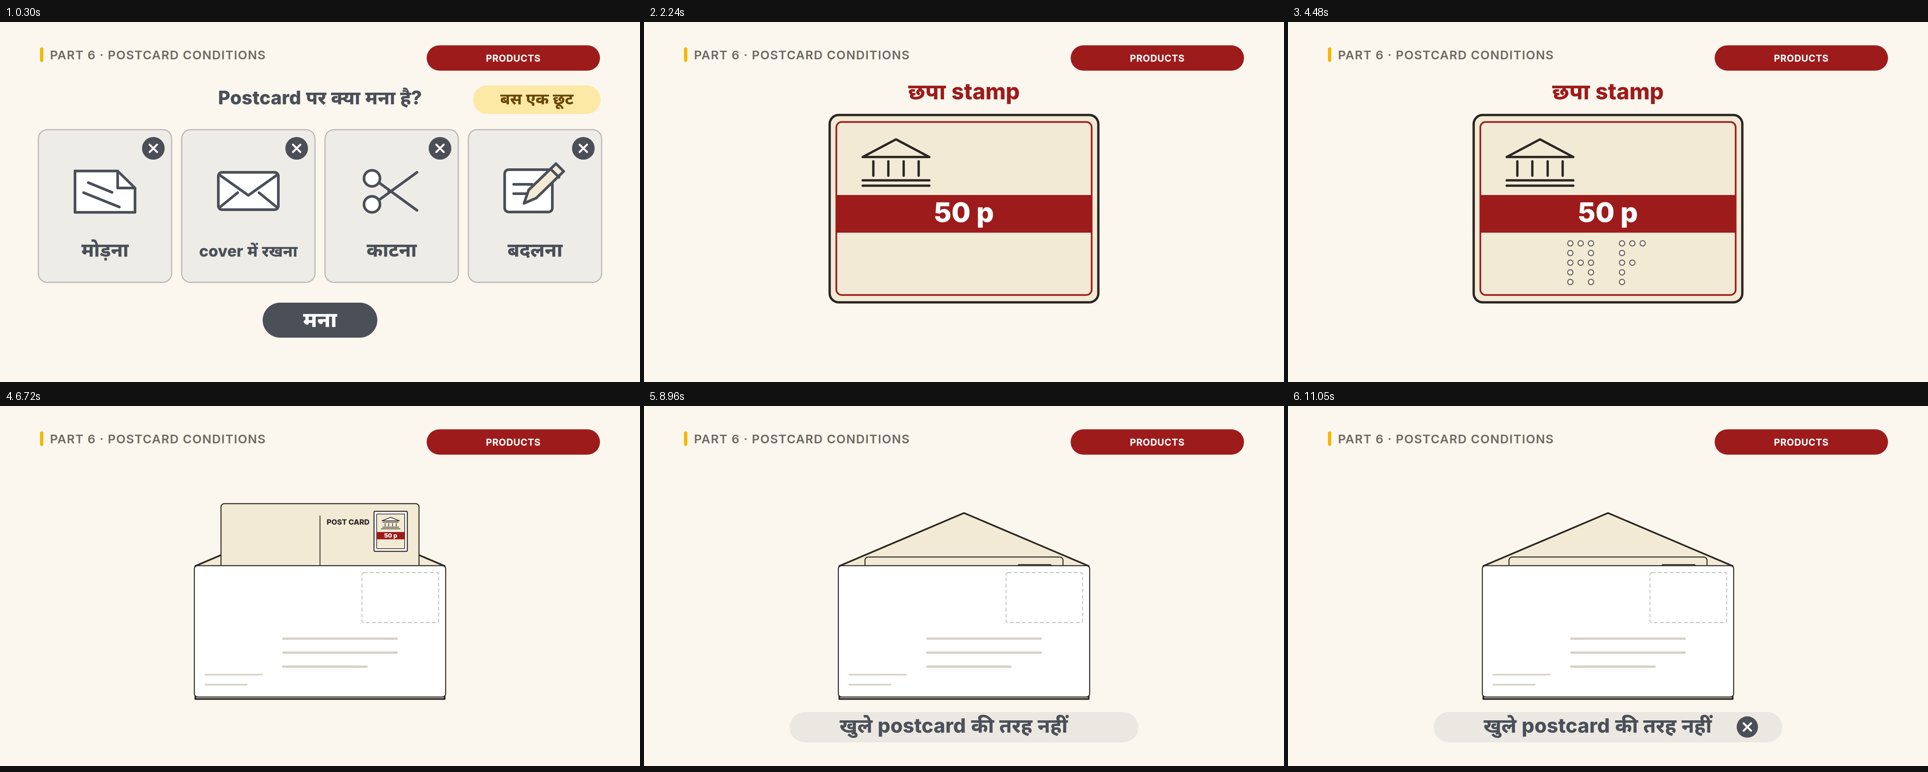 1. 0.30s
PART 6 · POSTCARD CONDITIONS
PRODUCTS
Postcard पर क्या मना है?
बस एक छूट
मोड़ना
cover में रखना
काटना
बदलना
मना
2. 2.24s
PART 6 · POSTCARD CONDITIONS
PRODUCTS
छपा stamp
50 p
3. 4.48s
PART 6 · POSTCARD CONDITIONS
PRODUCTS
छपा stamp
50 p
4. 6.72s
PART 6 · POSTCARD CONDITIONS
PRODUCTS
POST CARD
50 p
5. 8.96s
PART 6 · POSTCARD CONDITIONS
PRODUCTS
खुले postcard की तरह नहीं
6. 11.05s
PART 6 · POSTCARD CONDITIONS
PRODUCTS
खुले postcard की तरह नहीं